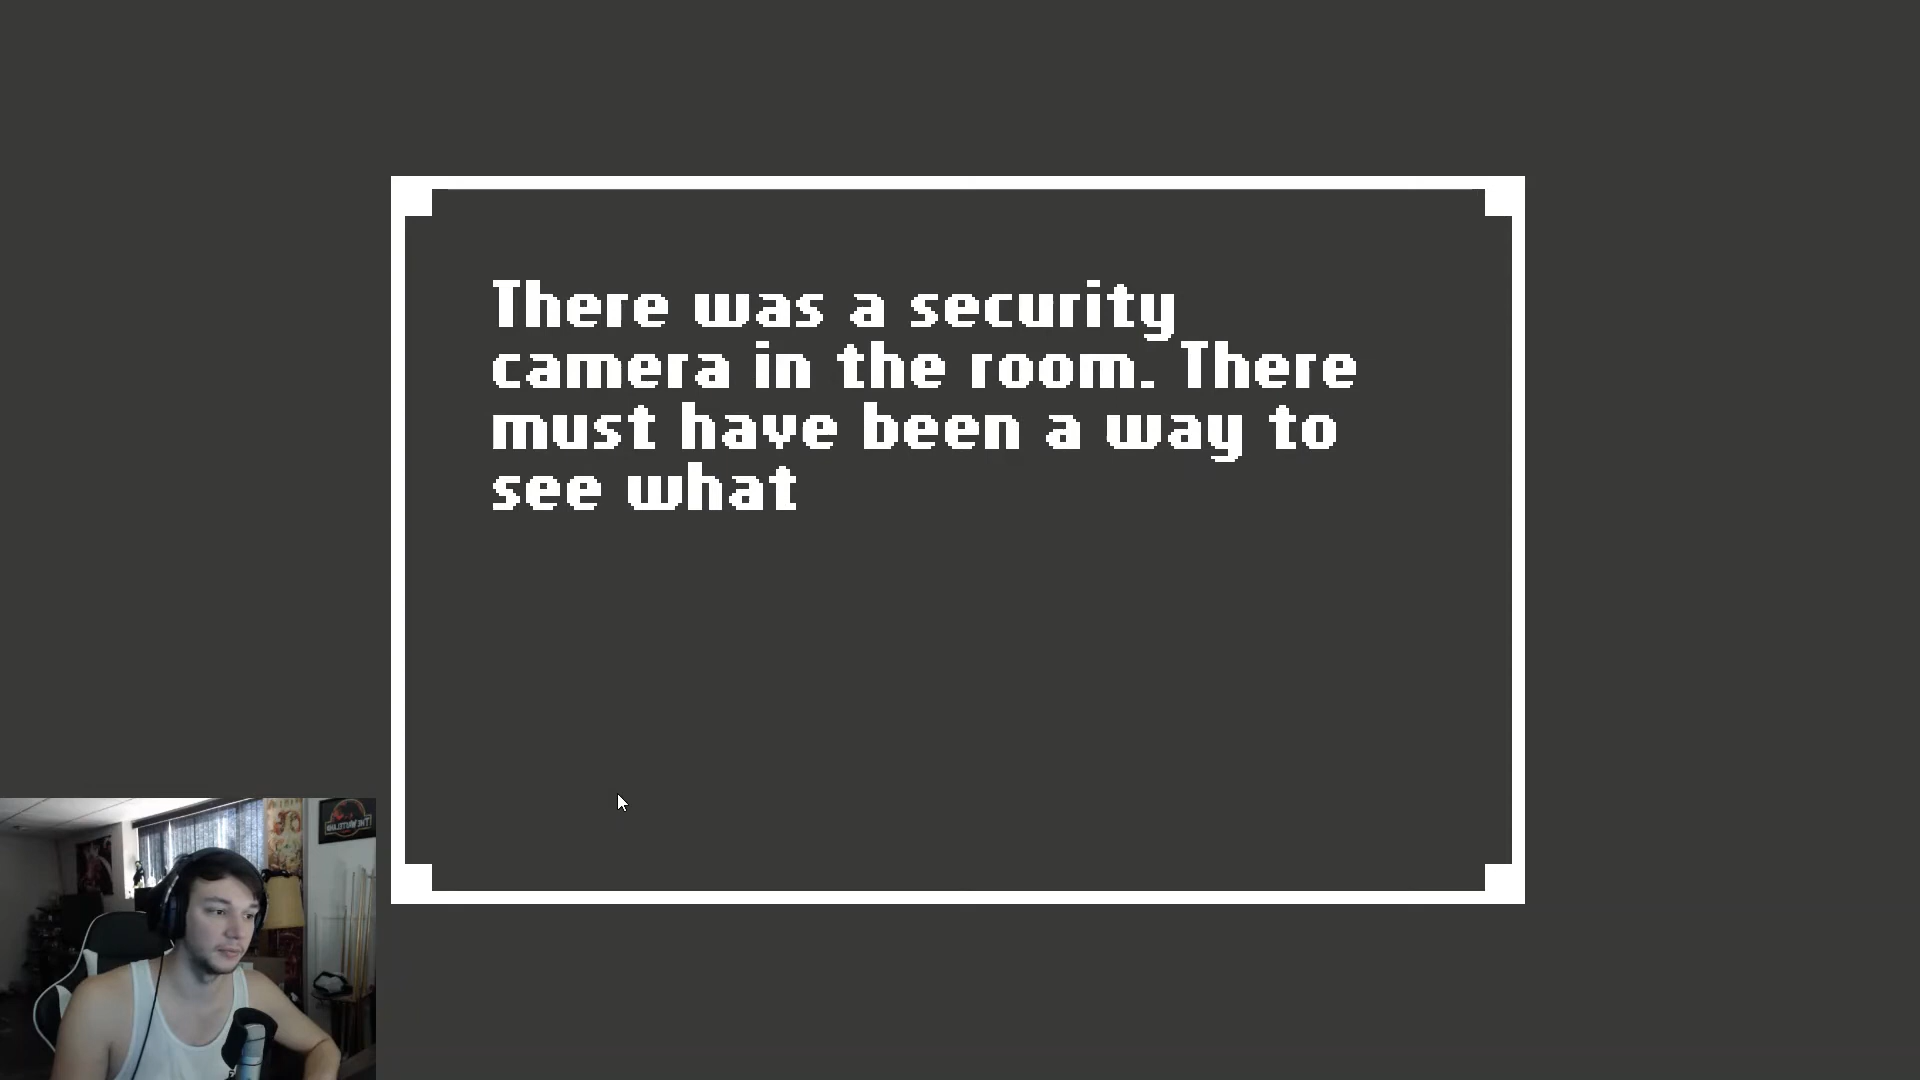 There was a security
camera in the room. There
must have been a way to
see what